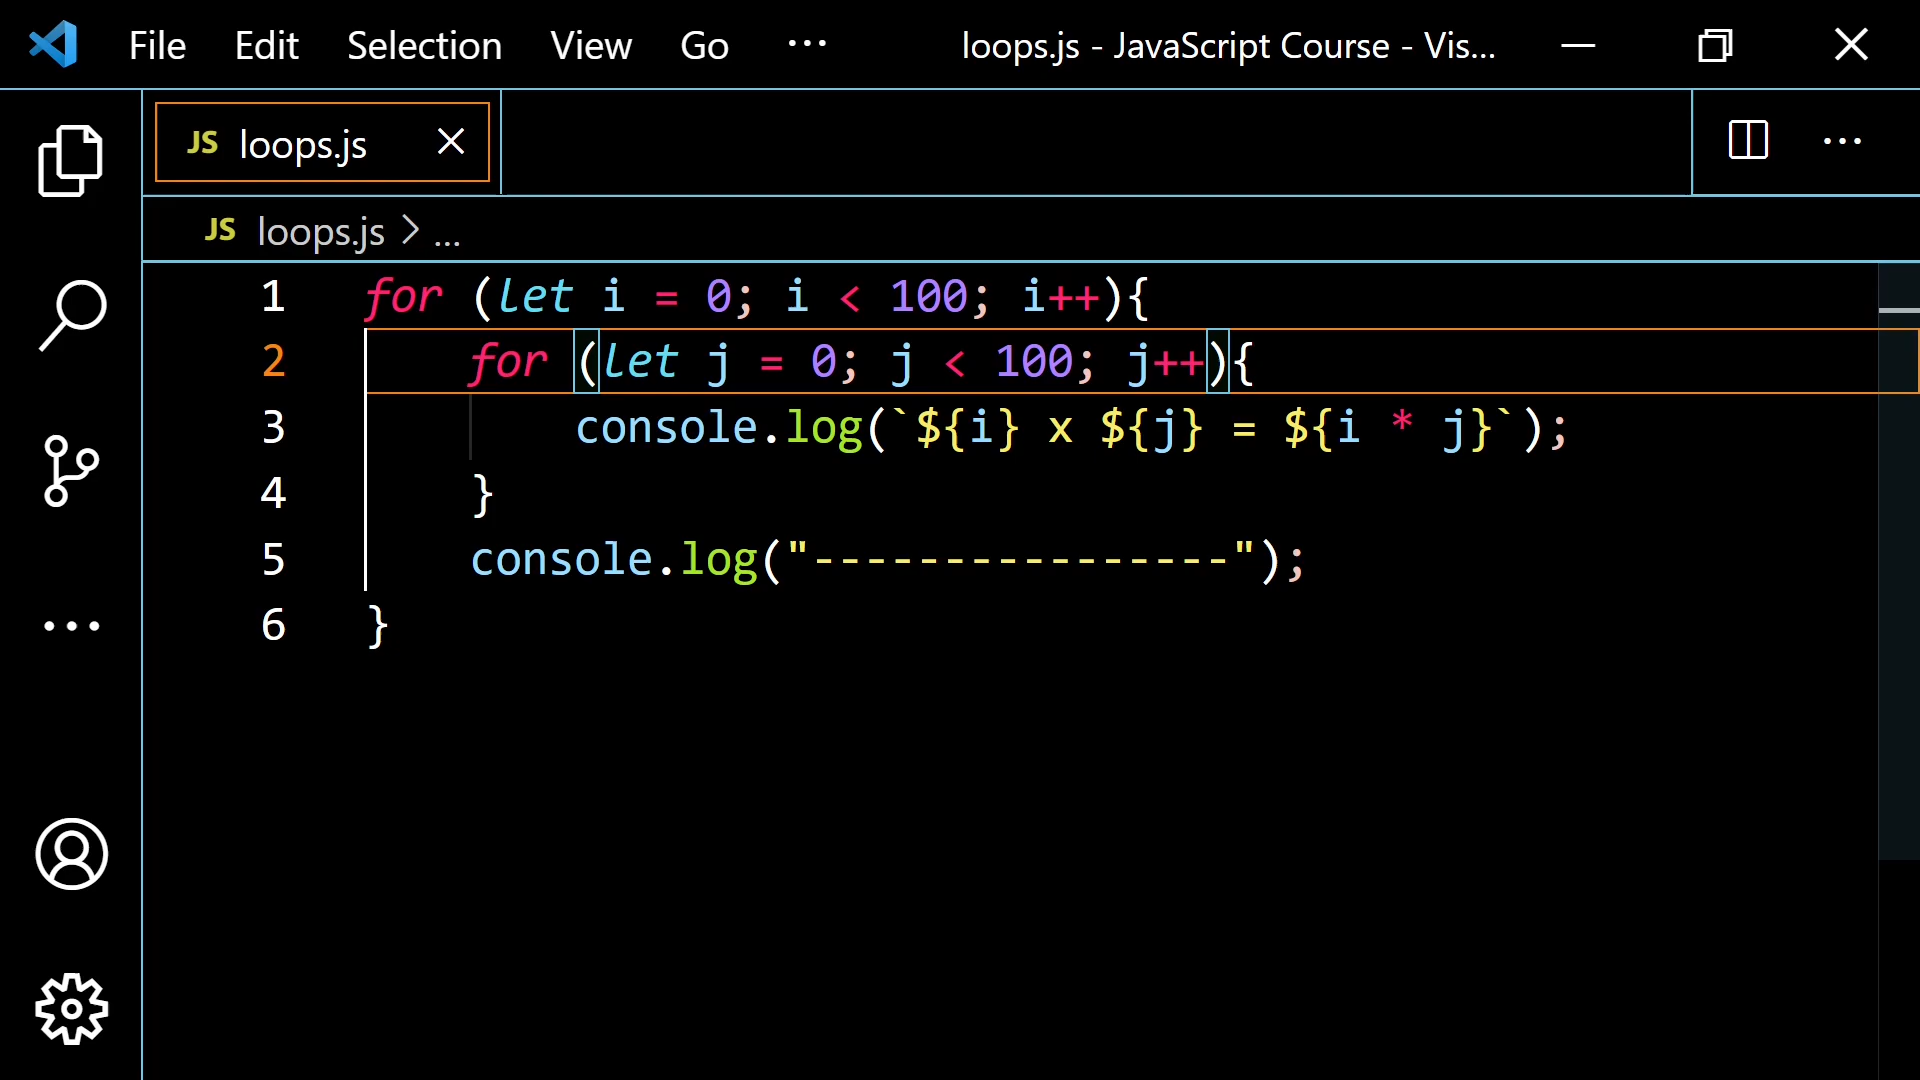 File Edit Selection View Go ... loops.js - JavaScript Course - Vis...
JS loops.js
JS loops.js > ...
1 for (let i = 0; i < 100; i++){
2     for (let j = 0; j < 100; j++){
3         console.log(`${i} x ${j} = ${i * j}`);
4     }
5     console.log("----------------");
6 }